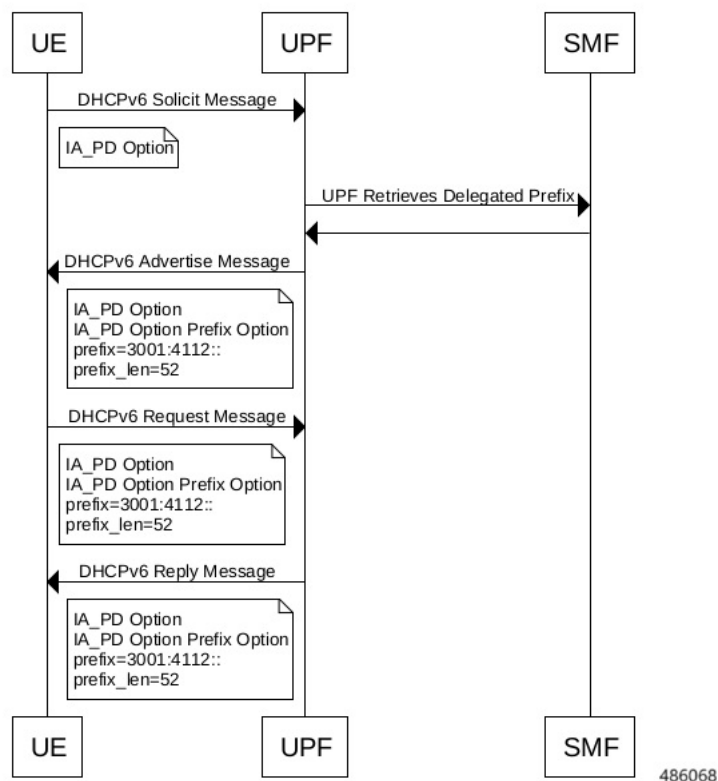 UE
UPF
SMF
DHCPv6 Solicit Message
IA_PD Option
UPF Retrieves Delegated Prefix
DHCPv6 Advertise Message
IA_PD Option
IA_PD Option Prefix Option
prefix=3001:4112::
prefix_len=52
DHCPv6 Request Message
IA_PD Option
IA_PD Option Prefix Option
prefix=3001:4112::
prefix_len=52
DHCPv6 Reply Message
IA_PD Option
IA_PD Option Prefix Option
prefix=3001:4112::
prefix_len=52
UE
UPF
SMF
486068